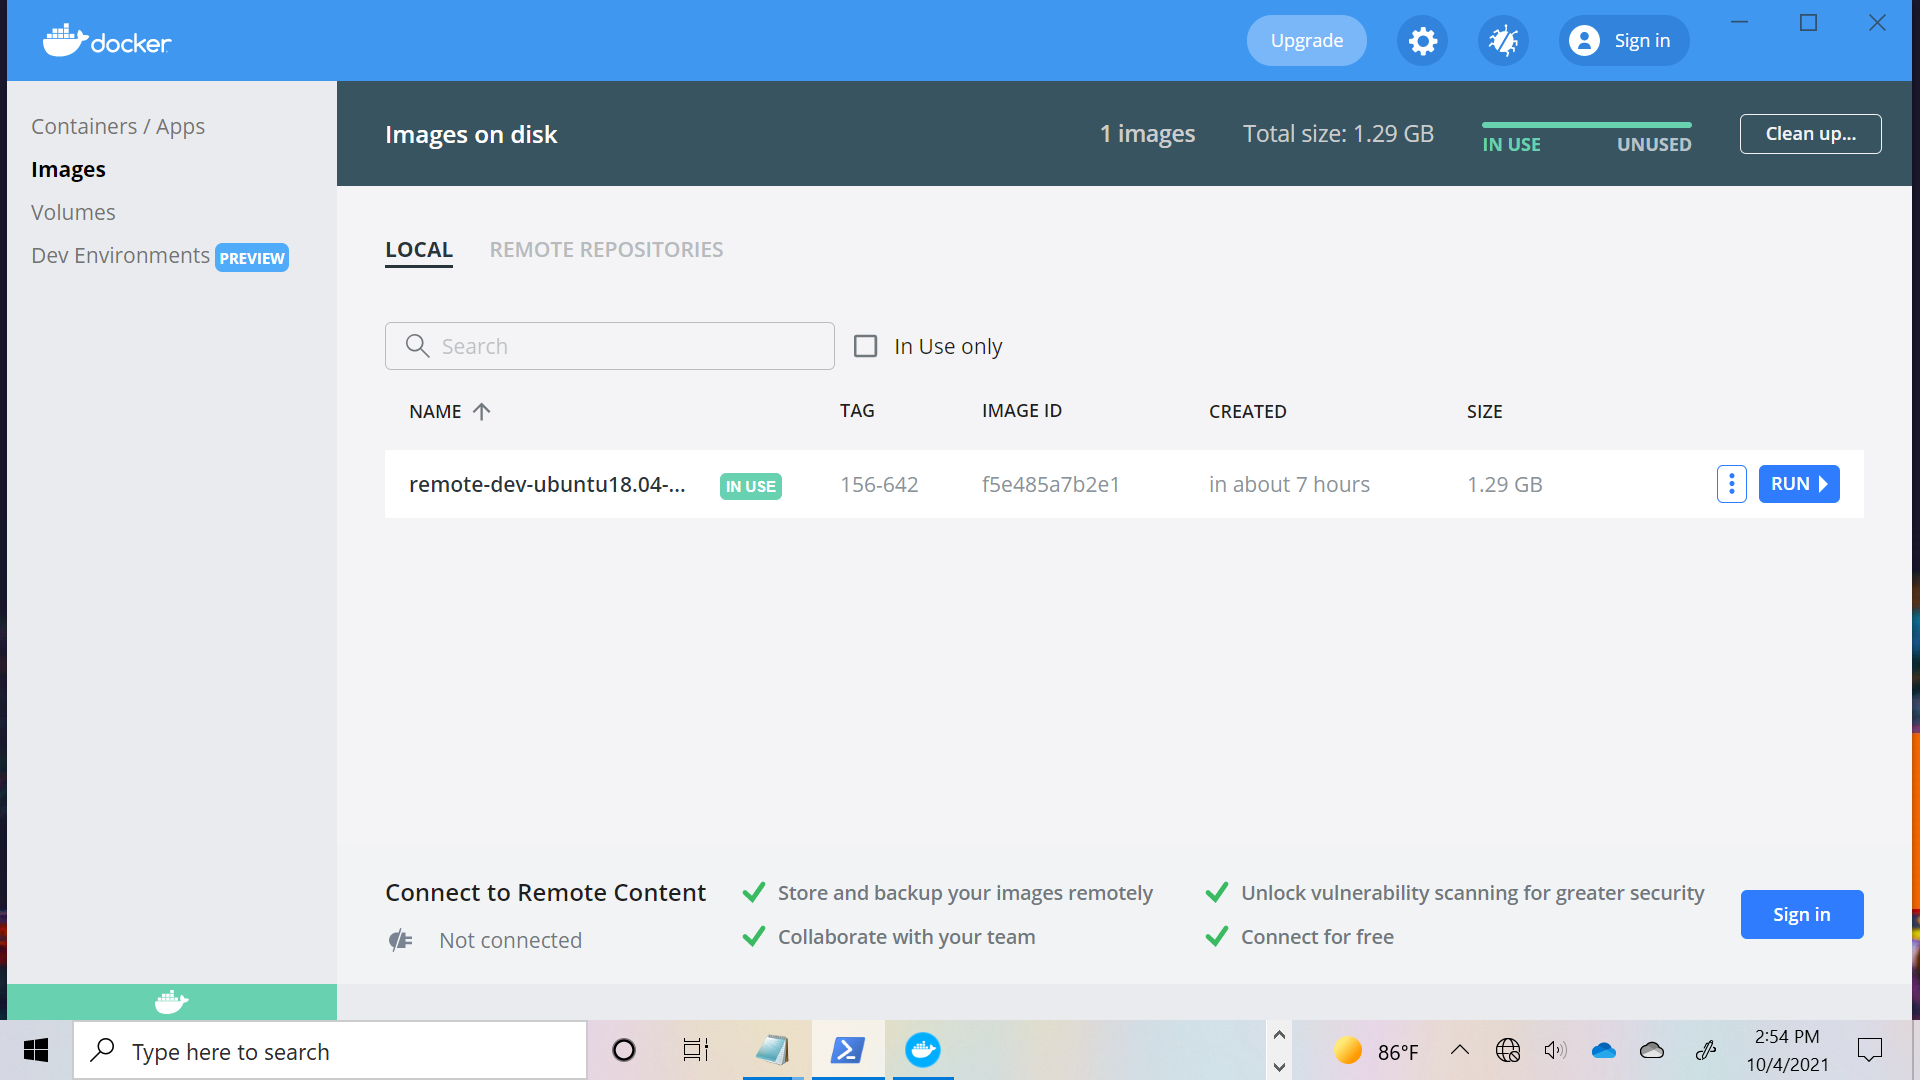 docker
Upgrade
Sign in
Containers / Apps
Images
Volumes
Dev Environments PREVIEW
Images on disk
1 images
Total size: 1.29 GB
IN USE
UNUSED
Clean up...
LOCAL
REMOTE REPOSITORIES
Search
In Use only
NAME TAG IMAGE ID CREATED SIZE
remote-dev-ubuntu18.04-... IN USE 156-642 f5e485a7b2e1 in about 7 hours 1.29 GB RUN
Connect to Remote Content
Not connected
Store and backup your images remotely
Collaborate with your team
Unlock vulnerability scanning for greater security
Connect for free
Sign in
Type here to search
86°F
2:54 PM
10/4/2021